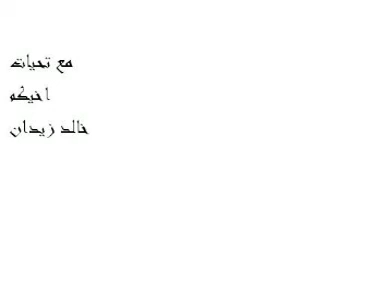 مع تحيات
اخيكم
خالد زيدان